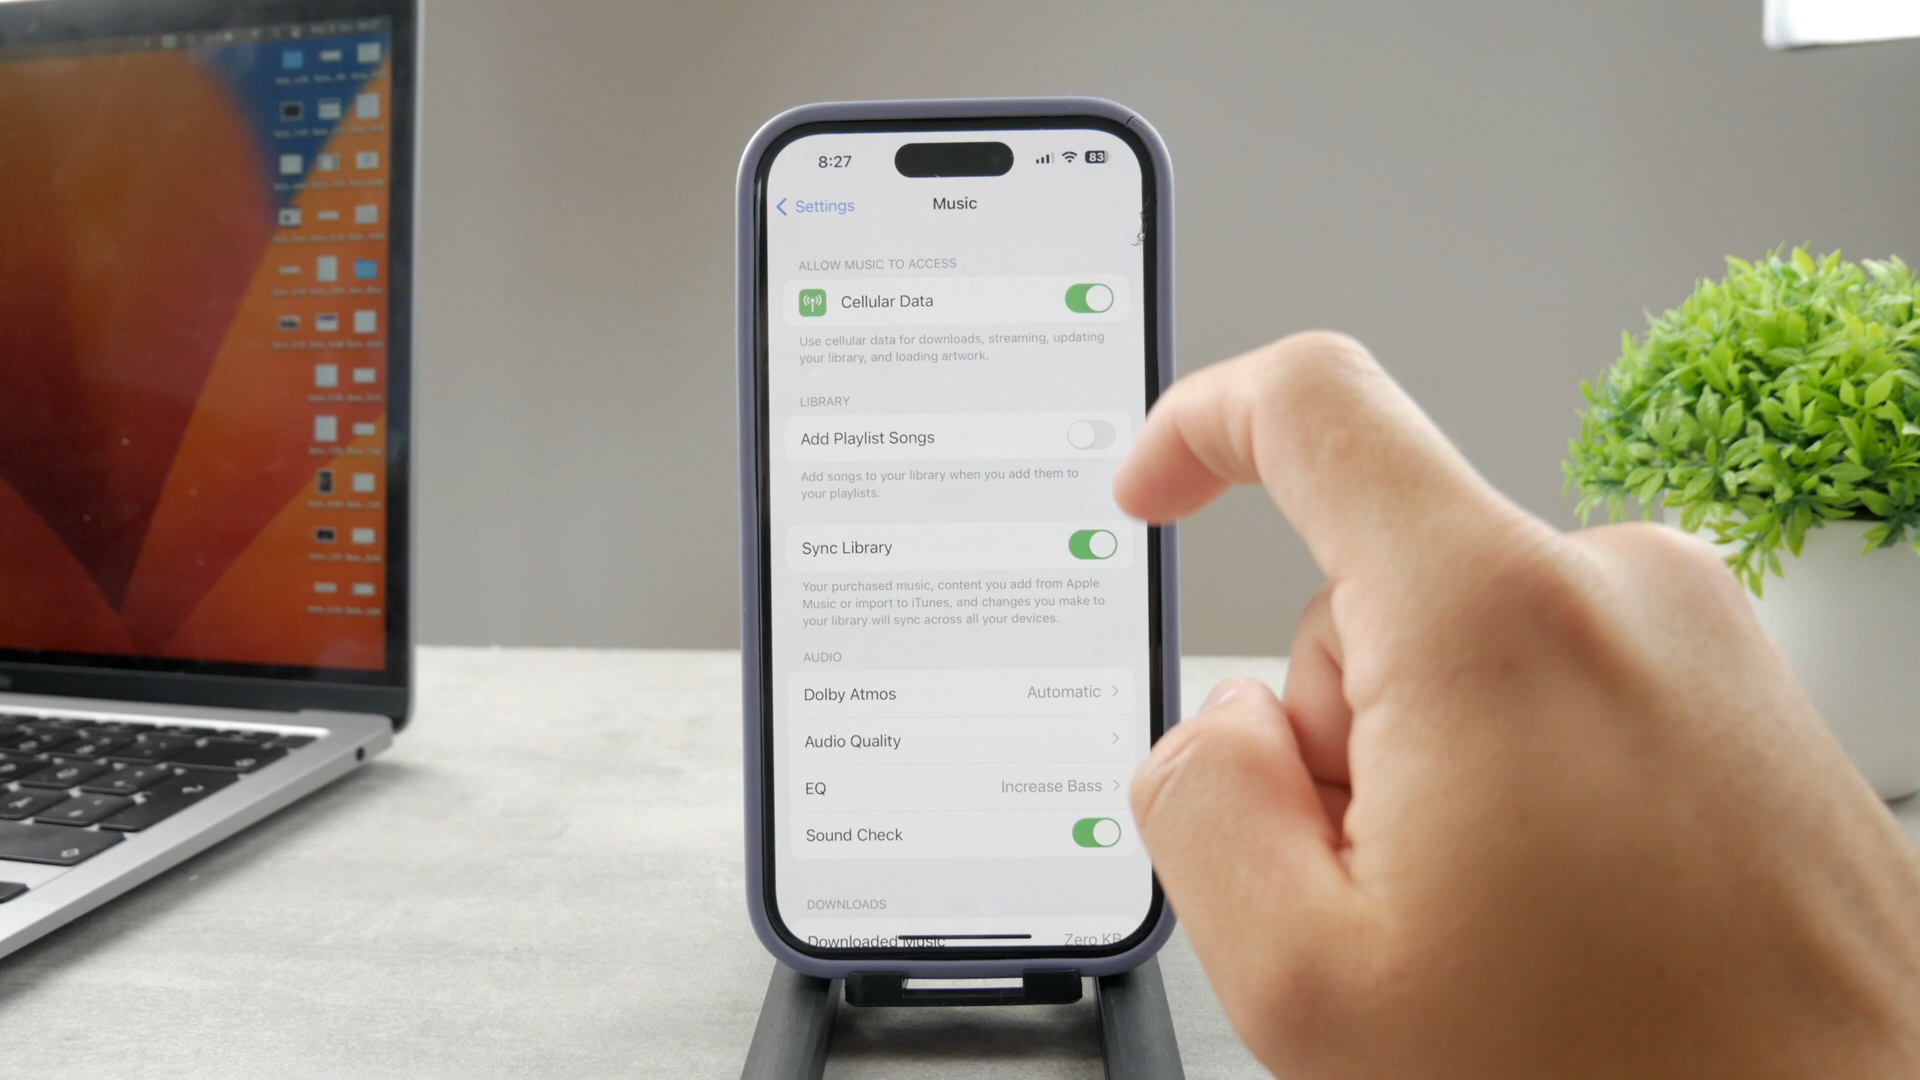 8:27
83
Settings
Music
ALLOW MUSIC TO ACCESS
Cellular Data
Use cellular data for downloads, streaming, updating
your library, and loading artwork.
LIBRARY
Add Playlist Songs
Add songs to your library when you add them to
your playlists.
Sync Library
Your purchased music, content you add from Apple
Music or import to iTunes, and changes you make to
your library will sync across all your devices.
AUDIO
Dolby Atmos Automatic
Audio Quality
EQ Increase Bass
Sound Check
DOWNLOADS
Downloaded Music Zero KB